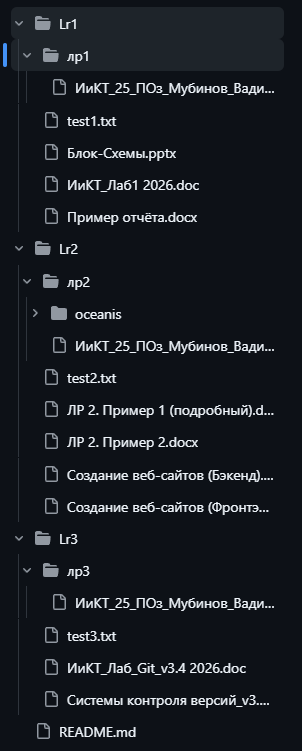 Lr1
лр1
ИиКТ_25_ПОз_Мубинов_Вади...
test1.txt
Блок-Схемы.pptx
ИиКТ_Лаб1 2026.doc
Пример отчёта.docx
Lr2
лр2
oceanis
ИиКТ_25_ПОз_Мубинов_Вади...
test2.txt
ЛР 2. Пример 1 (подробный).d...
ЛР 2. Пример 2.docx
Создание веб-сайтов (Бэкенд)....
Создание веб-сайтов (Фронтэ...
Lr3
лр3
ИиКТ_25_ПОз_Мубинов_Вади...
test3.txt
ИиКТ_Лаб_Git_v3.4 2026.doc
Системы контроля версий_v3....
README.md